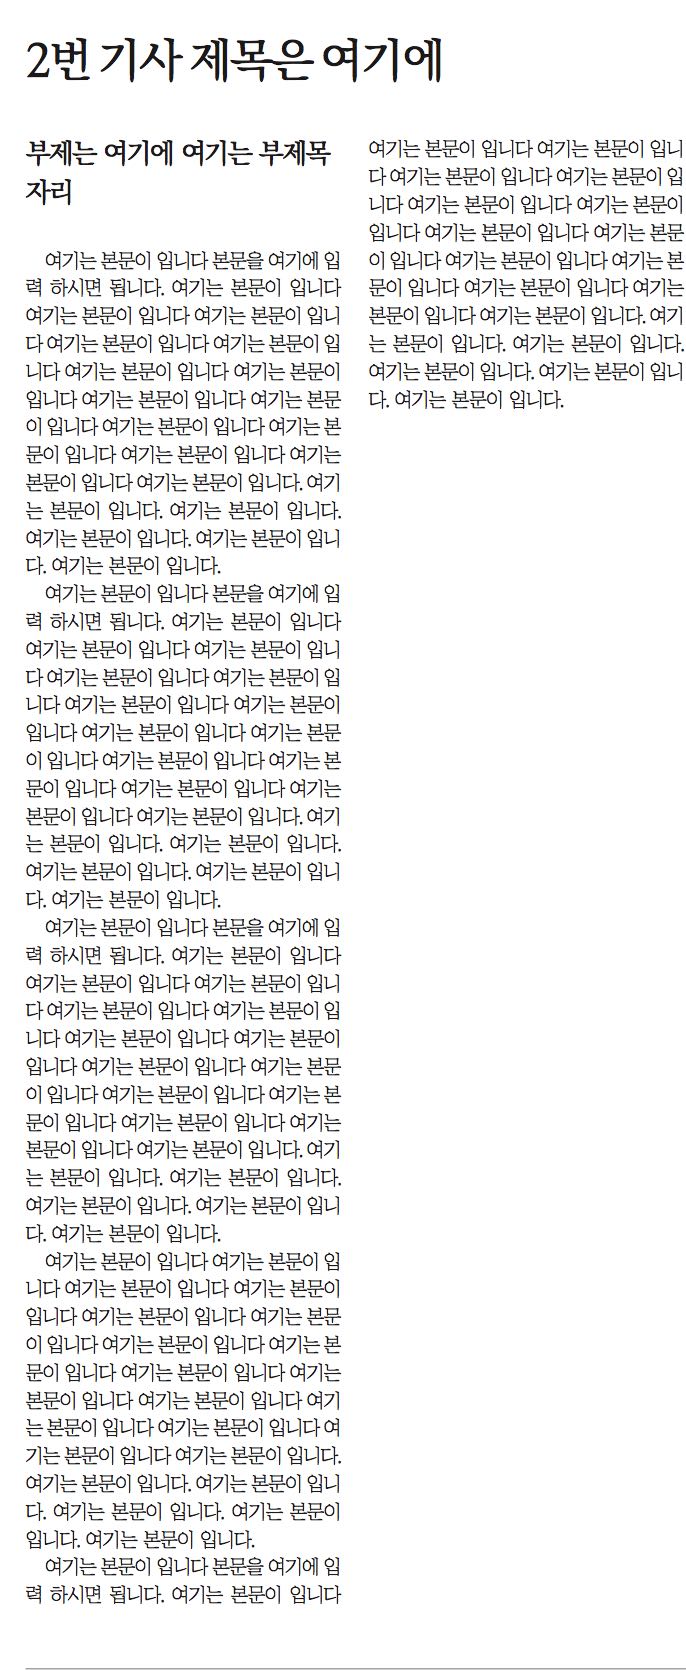 2번 기사 제목은 여기에
부제는 여기에 여기는 부제목
자리
여기는 본문이 입니다 본문을 여기에 입
력 하시면 됩니다. 여기는 본문이 입니다
여기는 본문이 입니다 여기는 본문이 입니
다 여기는 본문이 입니다 여기는 본문이 입
니다 여기는 본문이 입니다 여기는 본문이
입니다 여기는 본문이 입니다 여기는 본문
이 입니다 여기는 본문이 입니다 여기는 본
문이 입니다 여기는 본문이 입니다 여기는
본문이 입니다 여기는 본문이 입니다. 여기
는 본문이 입니다. 여기는 본문이 입니다.
여기는 본문이 입니다. 여기는 본문이 입니
다. 여기는 본문이 입니다.
여기는 본문이 입니다 본문을 여기에 입
력 하시면 됩니다. 여기는 본문이 입니다
여기는 본문이 입니다 여기는 본문이 입니
다 여기는 본문이 입니다 여기는 본문이 입
니다 여기는 본문이 입니다 여기는 본문이
입니다 여기는 본문이 입니다 여기는 본문
이 입니다 여기는 본문이 입니다 여기는 본
문이 입니다 여기는 본문이 입니다 여기는
본문이 입니다 여기는 본문이 입니다. 여기
는 본문이 입니다. 여기는 본문이 입니다.
여기는 본문이 입니다. 여기는 본문이 입니
다. 여기는 본문이 입니다.
여기는 본문이 입니다 본문을 여기에 입
력 하시면 됩니다. 여기는 본문이 입니다
여기는 본문이 입니다 여기는 본문이 입니
다 여기는 본문이 입니다 여기는 본문이 입
니다 여기는 본문이 입니다 여기는 본문이
입니다 여기는 본문이 입니다 여기는 본문
이 입니다 여기는 본문이 입니다 여기는 본
문이 입니다 여기는 본문이 입니다 여기는
본문이 입니다 여기는 본문이 입니다. 여기
는 본문이 입니다. 여기는 본문이 입니다.
여기는 본문이 입니다. 여기는 본문이 입니
다. 여기는 본문이 입니다.
여기는 본문이 입니다 여기는 본문이 입
니다 여기는 본문이 입니다 여기는 본문이
입니다 여기는 본문이 입니다 여기는 본문
이 입니다 여기는 본문이 입니다 여기는 본
문이 입니다 여기는 본문이 입니다 여기는
본문이 입니다 여기는 본문이 입니다 여기
는 본문이 입니다 여기는 본문이 입니다 여
기는 본문이 입니다 여기는 본문이 입니다.
여기는 본문이 입니다. 여기는 본문이 입니
다. 여기는 본문이 입니다. 여기는 본문이
입니다. 여기는 본문이 입니다.
여기는 본문이 입니다 본문을 여기에 입
력 하시면 됩니다. 여기는 본문이 입니다
여기는 본문이 입니다 여기는 본문이 입니
다 여기는 본문이 입니다 여기는 본문이 입
니다 여기는 본문이 입니다 여기는 본문이
입니다 여기는 본문이 입니다 여기는 본문
이 입니다 여기는 본문이 입니다 여기는 본
문이 입니다 여기는 본문이 입니다 여기는
본문이 입니다 여기는 본문이 입니다. 여기
는 본문이 입니다. 여기는 본문이 입니다.
여기는 본문이 입니다. 여기는 본문이 입니
다. 여기는 본문이 입니다.